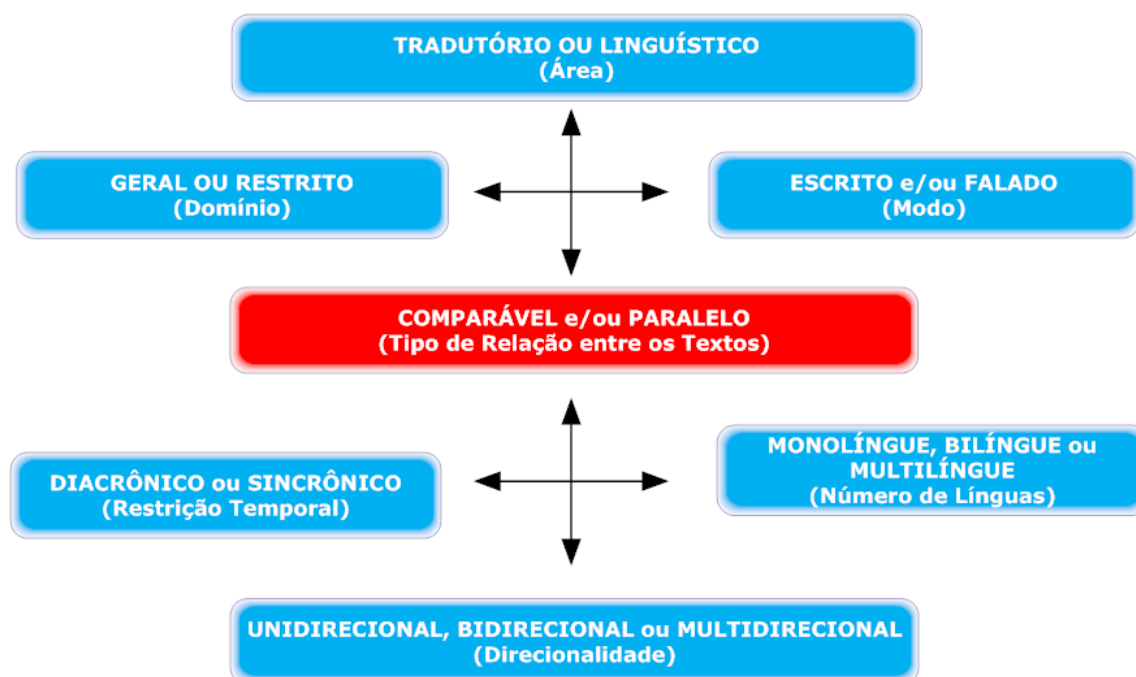 TRADUTÓRIO OU LINGUÍSTICO
(Área)
GERAL OU RESTRITO
(Domínio)
ESCRITO e/ou FALADO
(Modo)
COMPARÁVEL e/ou PARALELO
(Tipo de Relação entre os Textos)
DIACRÔNICO ou SINCRÔNICO
(Restrição Temporal)
MONOLÍNGUE, BILÍNGUE ou
MULTILÍNGUE
(Número de Línguas)
UNIDIRECIONAL, BIDIRECIONAL ou MULTIDIRECIONAL
(Direcionalidade)